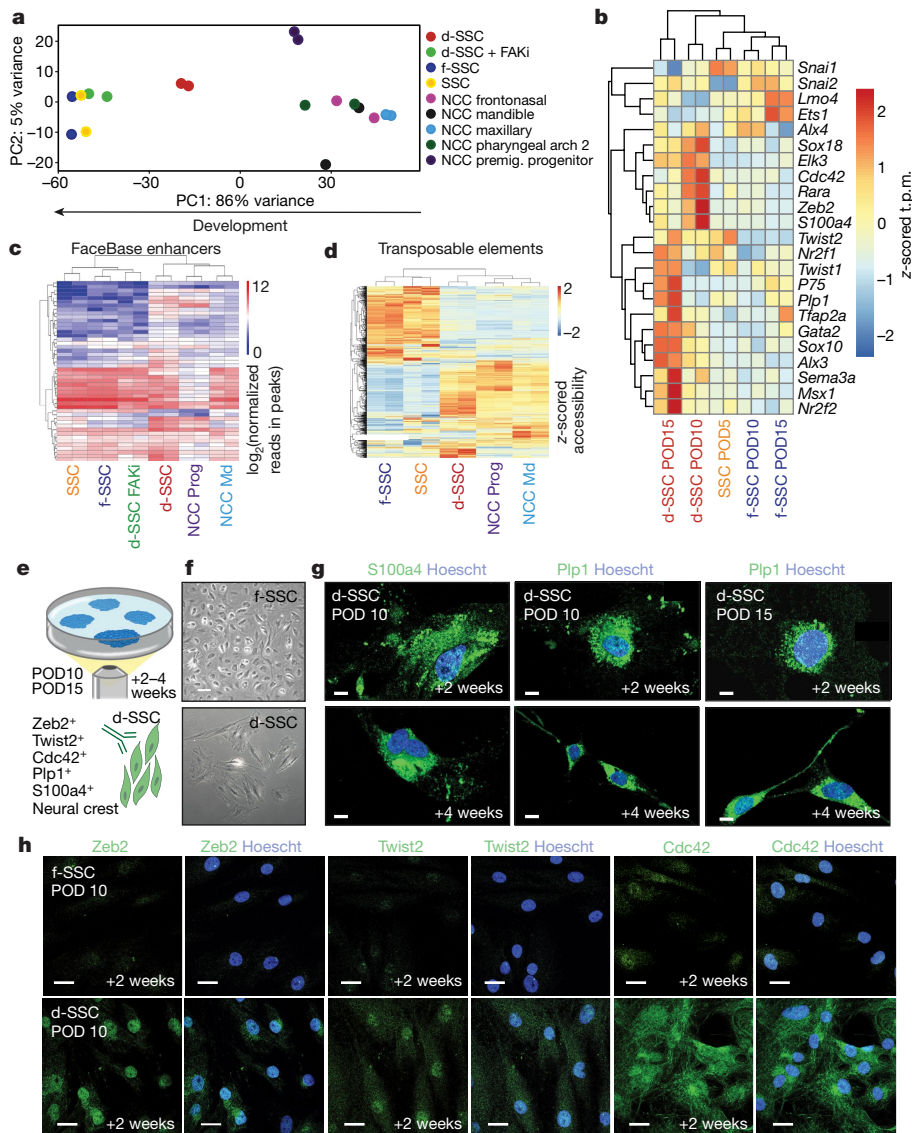 a
PC2: 5% variance
20
10
0
−10
−20
−60
−30
0
30
PC1: 86% variance
Development
d-SSC
d-SSC + FAKi
f-SSC
SSC
NCC frontonasal
NCC mandible
NCC maxillary
NCC pharyngeal arch 2
NCC premig. progenitor
b
Snai1
Snai2
Lmo4
Ets1
Alx4
Sox18
Elk3
Cdc42
Rara
Zeb2
S100a4
Twist2
Nr2f1
Twist1
P75
Plp1
Tfap2a
Gata2
Sox10
Alx3
Sema3a
Msx1
Nr2f2
d-SSC POD15
d-SSC POD10
SSC POD5
f-SSC POD10
f-SSC POD15
2
1
0
−1
−2
z-scored t.p.m.
c
FaceBase enhancers
12
0
log2(normalized
reads in peaks)
SSC
f-SSC
d-SSC FAKi
d-SSC
NCC Prog
NCC Md
d
Transposable elements
2
−2
z-scored
accessibility
f-SSC
SSC
d-SSC
NCC Prog
NCC Md
e
POD10
POD15
+2–4
weeks
d-SSC
Zeb2+
Twist2+
Cdc42+
Plp1+
S100a4+
Neural crest
f
f-SSC
d-SSC
g
S100a4 Hoescht
Plp1 Hoescht
Plp1 Hoescht
d-SSC
POD 10
+2 weeks
d-SSC
POD 10
+2 weeks
d-SSC
POD 15
+2 weeks
+4 weeks
+4 weeks
+4 weeks
h
Zeb2
Zeb2 Hoescht
Twist2
Twist2 Hoescht
Cdc42
Cdc42 Hoescht
f-SSC
POD 10
+2 weeks
+2 weeks
+2 weeks
d-SSC
POD 10
+2 weeks
+2 weeks
+2 weeks